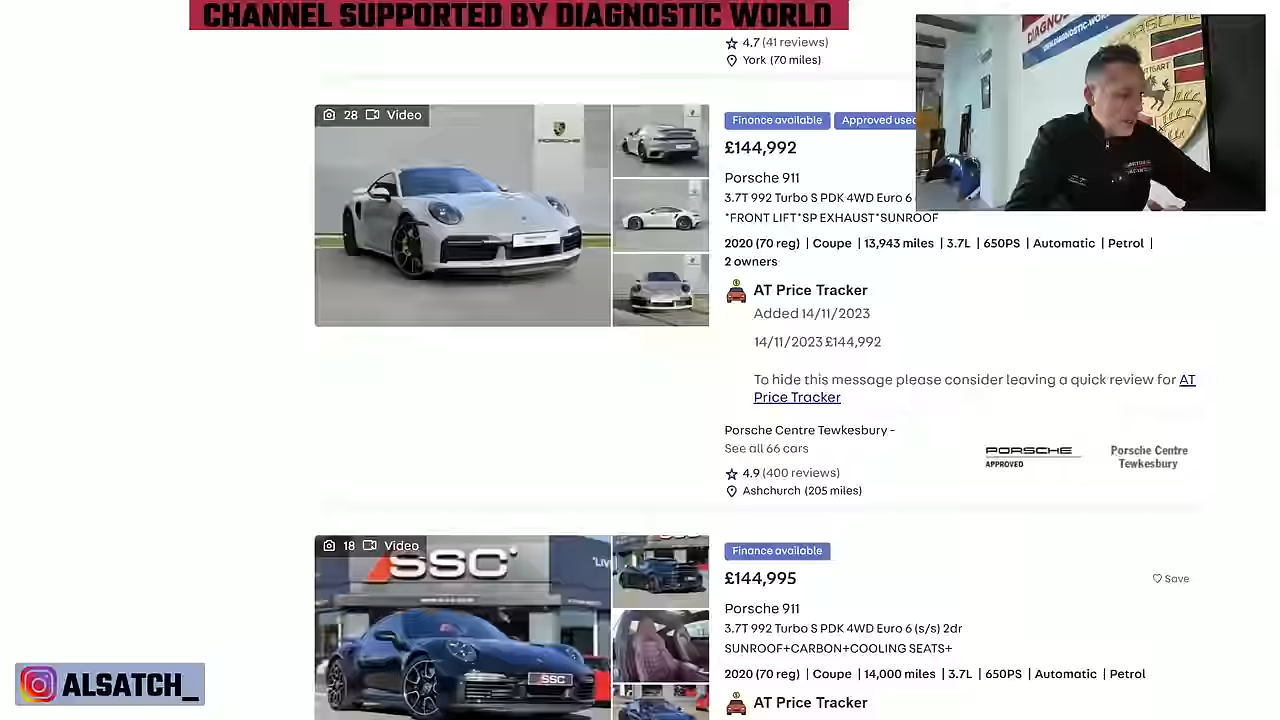 CHANNEL SUPPORTED BY DIAGNOSTIC WORLD
4.7 (41 reviews)
York (70 miles)
28 Video
PORSCHE
Finance available
Approved used
£144,992
Porsche 911
3.7T 992 Turbo S PDK 4WD Euro 6
*FRONT LIFT*SP EXHAUST*SUNROOF
2020 (70 reg) | Coupe | 13,943 miles | 3.7L | 650PS | Automatic | Petrol |
2 owners
AT Price Tracker
Added 14/11/2023
14/11/2023 £144,992
To hide this message please consider leaving a quick review for AT
Price Tracker
Porsche Centre Tewkesbury -
See all 66 cars
PORSCHE
APPROVED
Porsche Centre
Tewkesbury
4.9 (400 reviews)
Ashchurch (205 miles)
18 Video
SSC
SSC
Finance available
£144,995
Save
Porsche 911
3.7T 992 Turbo S PDK 4WD Euro 6 (s/s) 2dr
SUNROOF+CARBON+COOLING SEATS+
2020 (70 reg) | Coupe | 14,000 miles | 3.7L | 650PS | Automatic | Petrol
AT Price Tracker
ALSATCH_